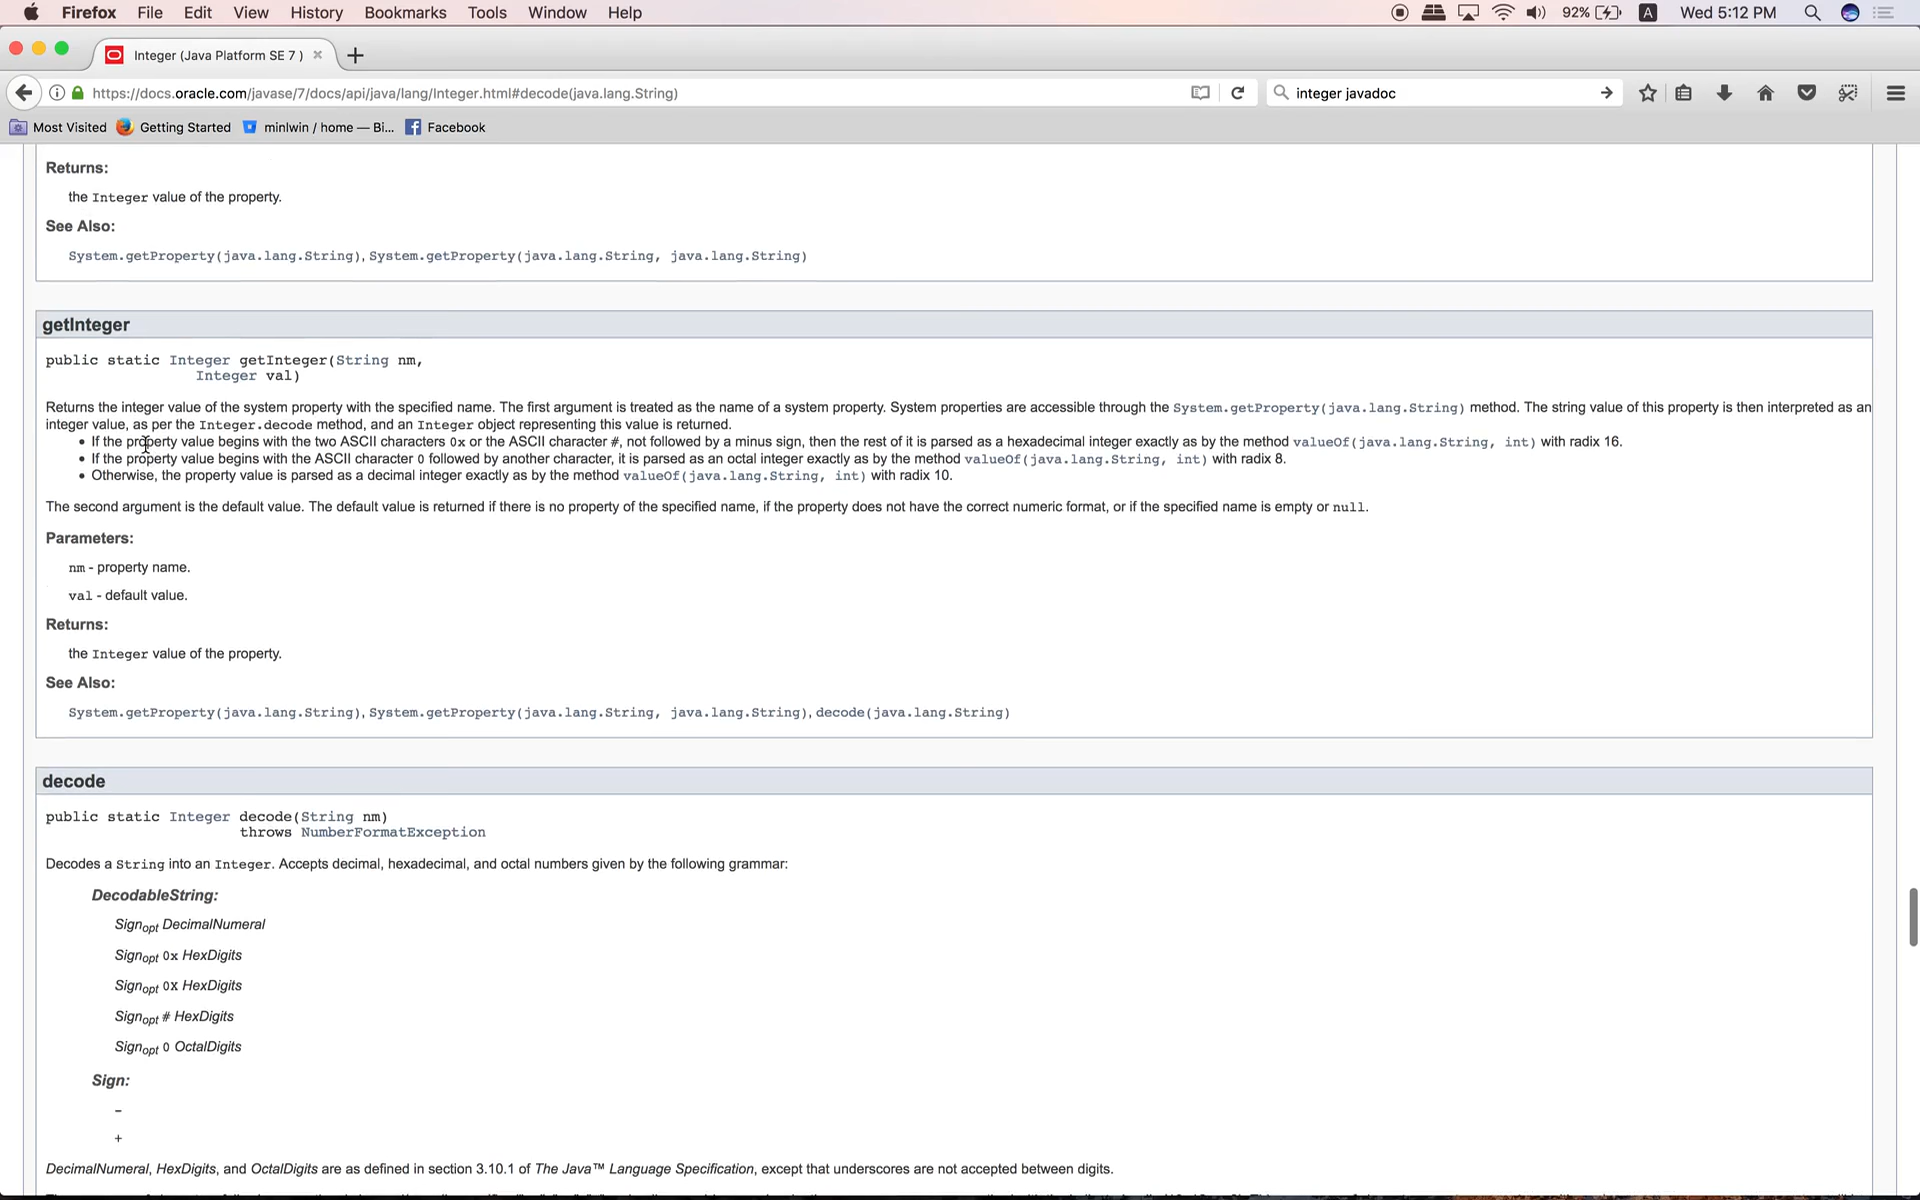 Firefox File Edit View History Bookmarks Tools Window Help 92% A Wed 5:12 PM
Integer (Java Platform SE 7 )
https://docs.oracle.com/javase/7/docs/api/java/lang/Integer.html#decode(java.lang.String) integer javadoc
Most Visited Getting Started minlwin / home — Bi... Facebook
Returns:
the Integer value of the property.
See Also:
System.getProperty(java.lang.String), System.getProperty(java.lang.String, java.lang.String)
getInteger
public static Integer getInteger(String nm,
Integer val)
Returns the integer value of the system property with the specified name. The first argument is treated as the name of a system property. System properties are accessible through the System.getProperty(java.lang.String) method. The string value of this property is then interpreted as an
integer value, as per the Integer.decode method, and an Integer object representing this value is returned.
• If the property value begins with the two ASCII characters 0x or the ASCII character #, not followed by a minus sign, then the rest of it is parsed as a hexadecimal integer exactly as by the method valueOf(java.lang.String, int) with radix 16.
• If the property value begins with the ASCII character 0 followed by another character, it is parsed as an octal integer exactly as by the method valueOf(java.lang.String, int) with radix 8.
• Otherwise, the property value is parsed as a decimal integer exactly as by the method valueOf(java.lang.String, int) with radix 10.
The second argument is the default value. The default value is returned if there is no property of the specified name, if the property does not have the correct numeric format, or if the specified name is empty or null.
Parameters:
nm - property name.
val - default value.
Returns:
the Integer value of the property.
See Also:
System.getProperty(java.lang.String), System.getProperty(java.lang.String, java.lang.String), decode(java.lang.String)
decode
public static Integer decode(String nm)
throws NumberFormatException
Decodes a String into an Integer. Accepts decimal, hexadecimal, and octal numbers given by the following grammar:
DecodableString:
Signopt DecimalNumeral
Signopt 0x HexDigits
Signopt 0X HexDigits
Signopt # HexDigits
Signopt 0 OctalDigits
Sign:
-
+
DecimalNumeral, HexDigits, and OctalDigits are as defined in section 3.10.1 of The Java™ Language Specification, except that underscores are not accepted between digits.